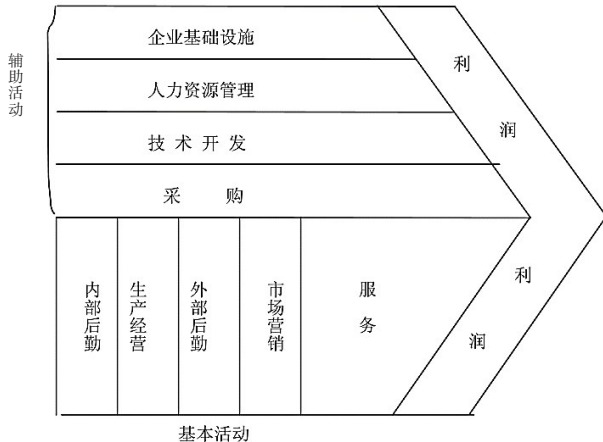 辅助活动
企业基础设施
人力资源管理
技术开发
采购
利
润
内部后勤
生产经营
外部后勤
市场营销
服务
利
润
基本活动